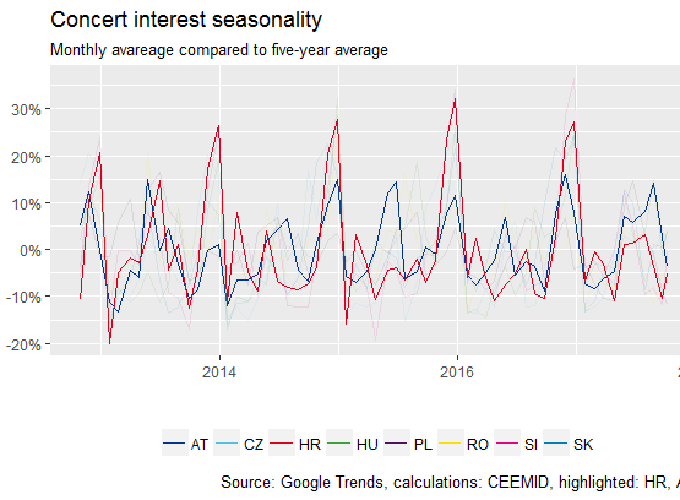 Concert interest seasonality
Monthly avareage compared to five-year average
30%
20%
10%
0%
-10%
-20%
2014
2016
2
AT CZ HR HU PL RO SI SK
Source: Google Trends, calculations: CEEMID, highlighted: HR, A